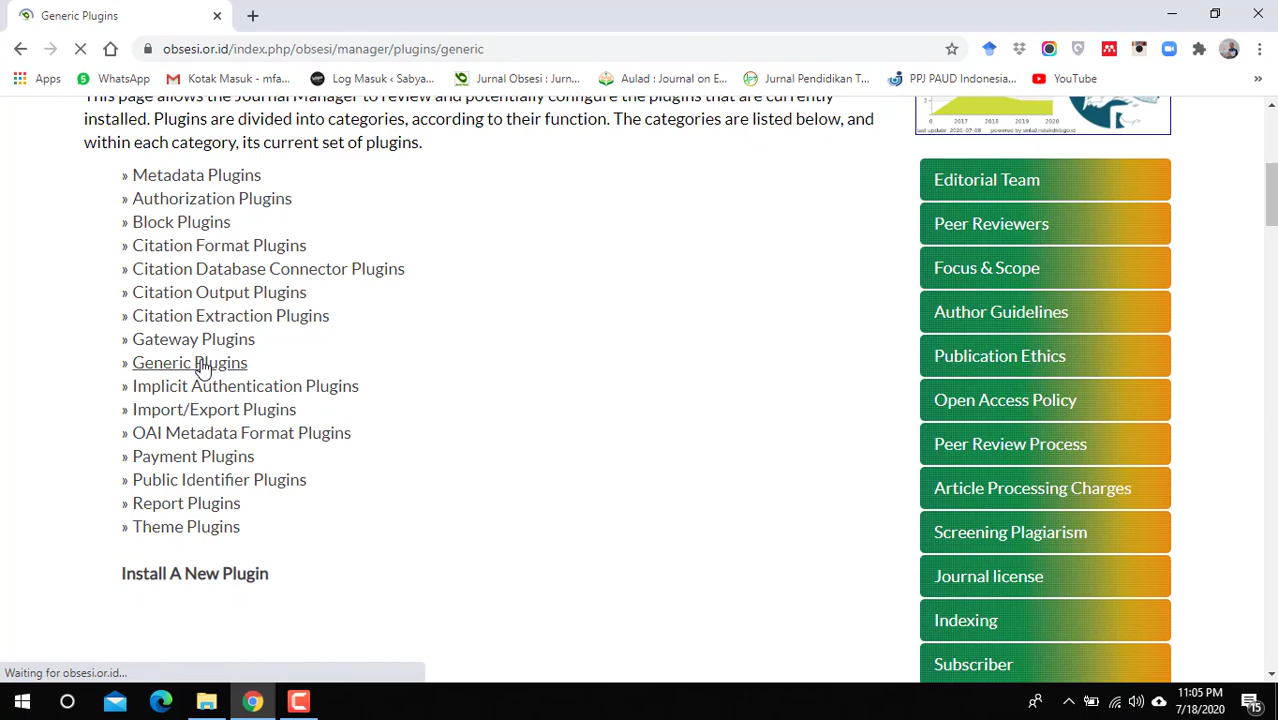 Generic Plugins
obsesi.or.id/index.php/obsesi/manager/plugins/generic
Apps
WhatsApp
Kotak Masuk - mfa...
Log Masuk ‹ Sabya...
Jurnal Obsesi : Jurn...
Aulad : Journal on E...
Jurnal Pendidikan T...
PPJ PAUD Indonesia...
YouTube
»
This page allows the Journal Manager to review and potentially configure the plugins that are currently
installed. Plugins are divided into categories, according to their function. The categories are listed below, and
within each category, its current set of plugins.
» Metadata Plugins
» Authorization Plugins
» Block Plugins
» Citation Format Plugins
» Citation Database Connector Plugins
» Citation Output Plugins
» Citation Extraction Plugins
» Gateway Plugins
» Generic Plugins
» Implicit Authentication Plugins
» Import/Export Plugins
» OAI Metadata Format Plugins
» Payment Plugins
» Public Identifier Plugins
» Report Plugins
» Theme Plugins
Install A New Plugin
0 2017 2018 2019 2020
Editorial Team
Peer Reviewers
Focus & Scope
Author Guidelines
Publication Ethics
Open Access Policy
Peer Review Process
Article Processing Charges
Screening Plagiarism
Journal license
Indexing
Subscriber
Waiting for obsesi.or.id...
11:05 PM
7/18/2020
15